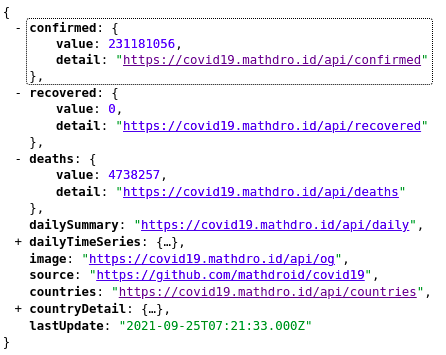 {
- confirmed: {
value: 231181056,
detail: "https://covid19.mathdro.id/api/confirmed"
},
- recovered: {
value: 0,
detail: "https://covid19.mathdro.id/api/recovered"
},
- deaths: {
value: 4738257,
detail: "https://covid19.mathdro.id/api/deaths"
},
dailySummary: "https://covid19.mathdro.id/api/daily",
+ dailyTimeSeries: {…},
image: "https://covid19.mathdro.id/api/og",
source: "https://github.com/mathdroid/covid19",
countries: "https://covid19.mathdro.id/api/countries",
+ countryDetail: {…},
lastUpdate: "2021-09-25T07:21:33.000Z"
}